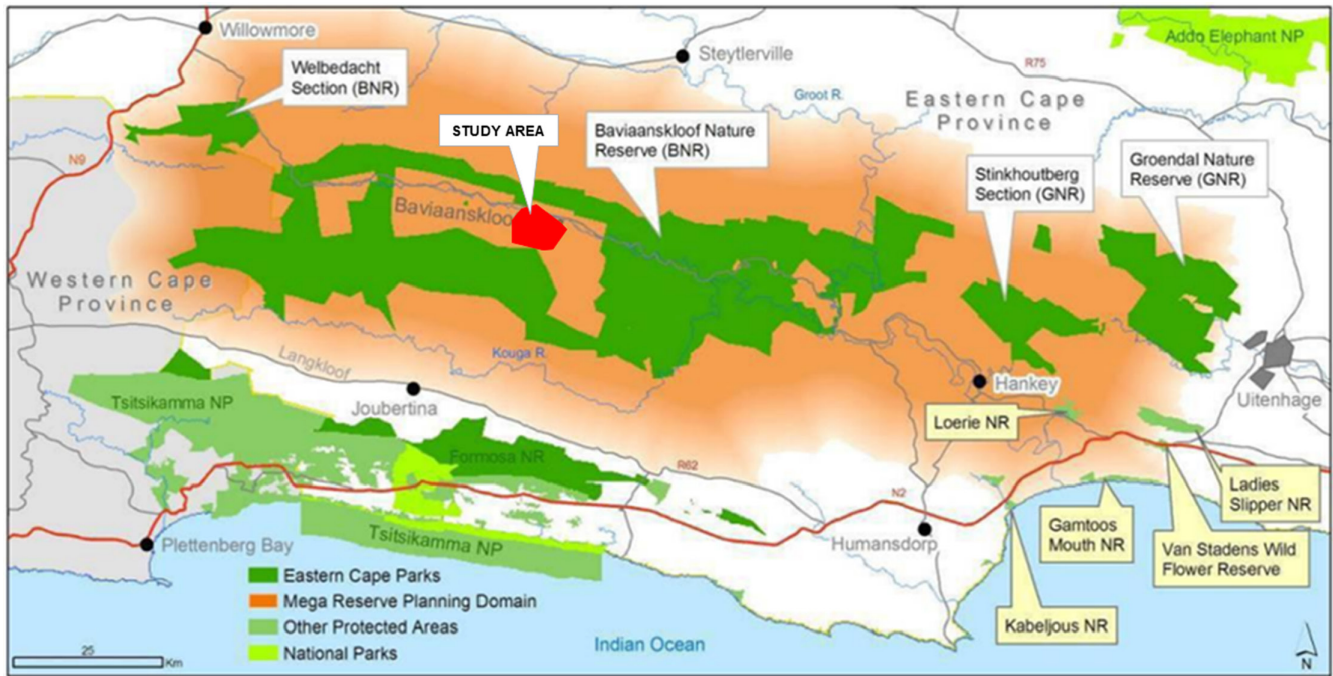 Willowmore
Steytlerville
Addo Elephant NP
R75
Welbedacht
Section (BNR)
Groot R.
Eastern Cape
Province
STUDY AREA
Baviaanskloof Nature
Reserve (BNR)
Groendal Nature
Reserve (GNR)
Stinkhoutberg
Section (GNR)
N9
Baviaanskloo
Western Cape
Province
Langkloof
Kouga R.
Hankey
Tsitsikamma NP
Joubertina
Uitenhage
Loerie NR
Formosa NR
R62
N2
Ladies
Slipper NR
Gamtoos
Mouth NR
Plettenberg Bay
Tsitsikamma NP
Humansdorp
Van Stadens Wild
Flower Reserve
Eastern Cape Parks
Mega Reserve Planning Domain
Other Protected Areas
National Parks
Kabeljous NR
Indian Ocean
25
Km
N